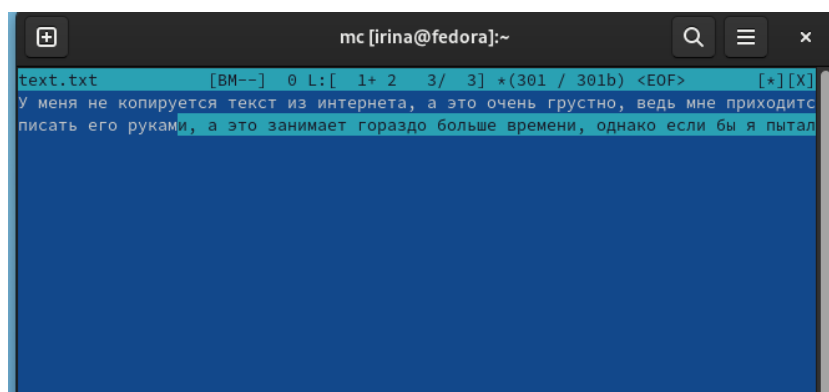 mc [irina@fedora]:~
text.txt [BM--] 0 L:[ 1+ 2 3/ 3] *(301 / 301b) <EOF> [*][X]
У меня не копируется текст из интернета, а это очень грустно, ведь мне приходитс
писать его руками, а это занимает гораздо больше времени, однако если бы я пытал